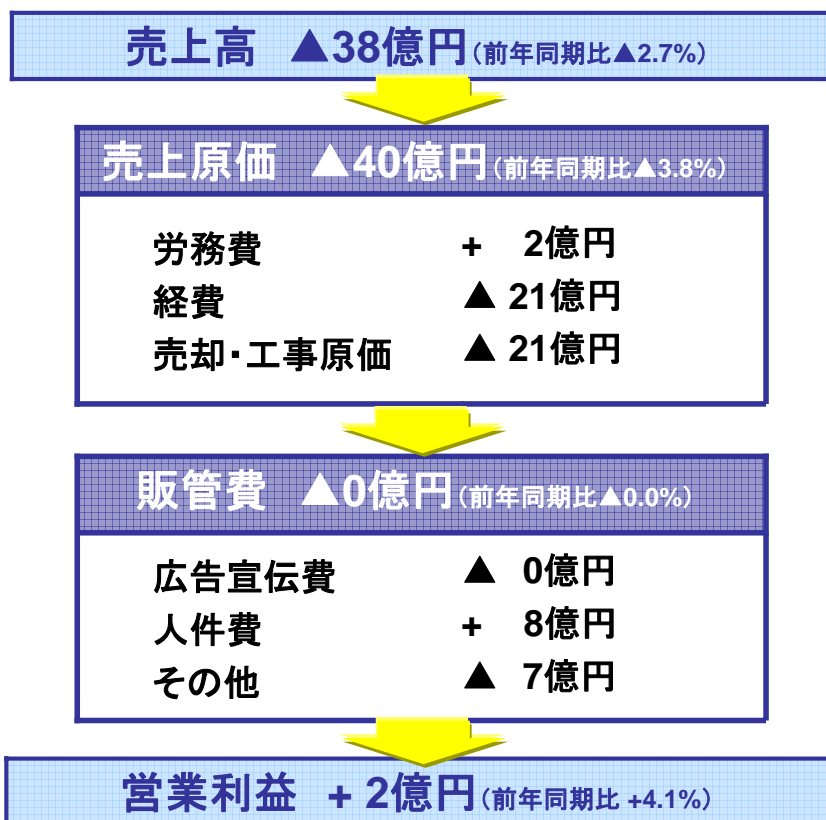 売上高 ▲38億円(前年同期比▲2.7%)
売上原価 ▲40億円(前年同期比▲3.8%)
労務費 + 2億円
経費 ▲ 21億円
売却・工事原価 ▲ 21億円
販管費 ▲0億円(前年同期比▲0.0%)
広告宣伝費 ▲ 0億円
人件費 + 8億円
その他 ▲ 7億円
営業利益 + 2億円(前年同期比 +4.1%)